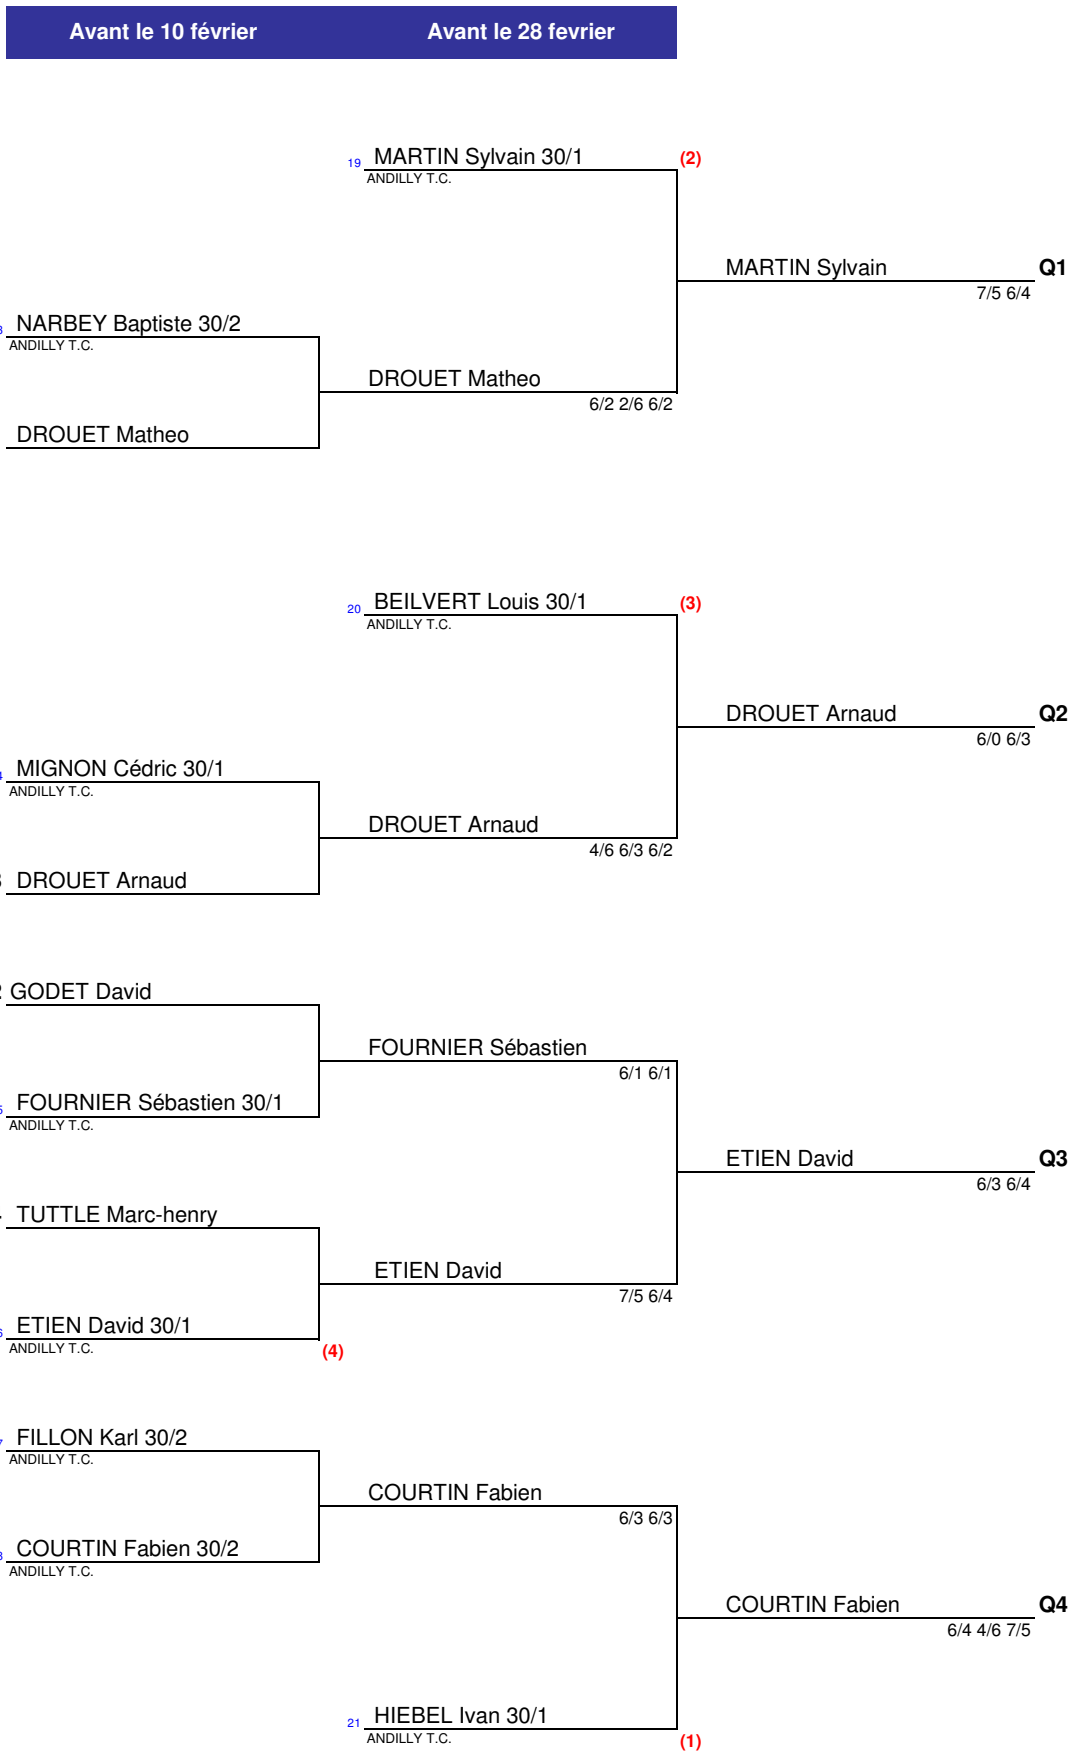 Avant le 10 février Avant le 28 fevrier
19 MARTIN Sylvain 30/1 (2)
ANDILLY T.C.
MARTIN Sylvain Q1
7/5 6/4
NARBEY Baptiste 30/2
ANDILLY T.C.
DROUET Matheo
6/2 2/6 6/2
DROUET Matheo
20 BEILVERT Louis 30/1 (3)
ANDILLY T.C.
DROUET Arnaud Q2
6/0 6/3
MIGNON Cédric 30/1
ANDILLY T.C.
DROUET Arnaud
4/6 6/3 6/2
DROUET Arnaud
GODET David
FOURNIER Sébastien
6/1 6/1
FOURNIER Sébastien 30/1
ANDILLY T.C.
ETIEN David Q3
6/3 6/4
TUTTLE Marc-henry
ETIEN David
7/5 6/4
ETIEN David 30/1
ANDILLY T.C. (4)
FILLON Karl 30/2
ANDILLY T.C.
COURTIN Fabien
6/3 6/3
COURTIN Fabien 30/2
ANDILLY T.C.
COURTIN Fabien Q4
6/4 4/6 7/5
21 HIEBEL Ivan 30/1
ANDILLY T.C. (1)